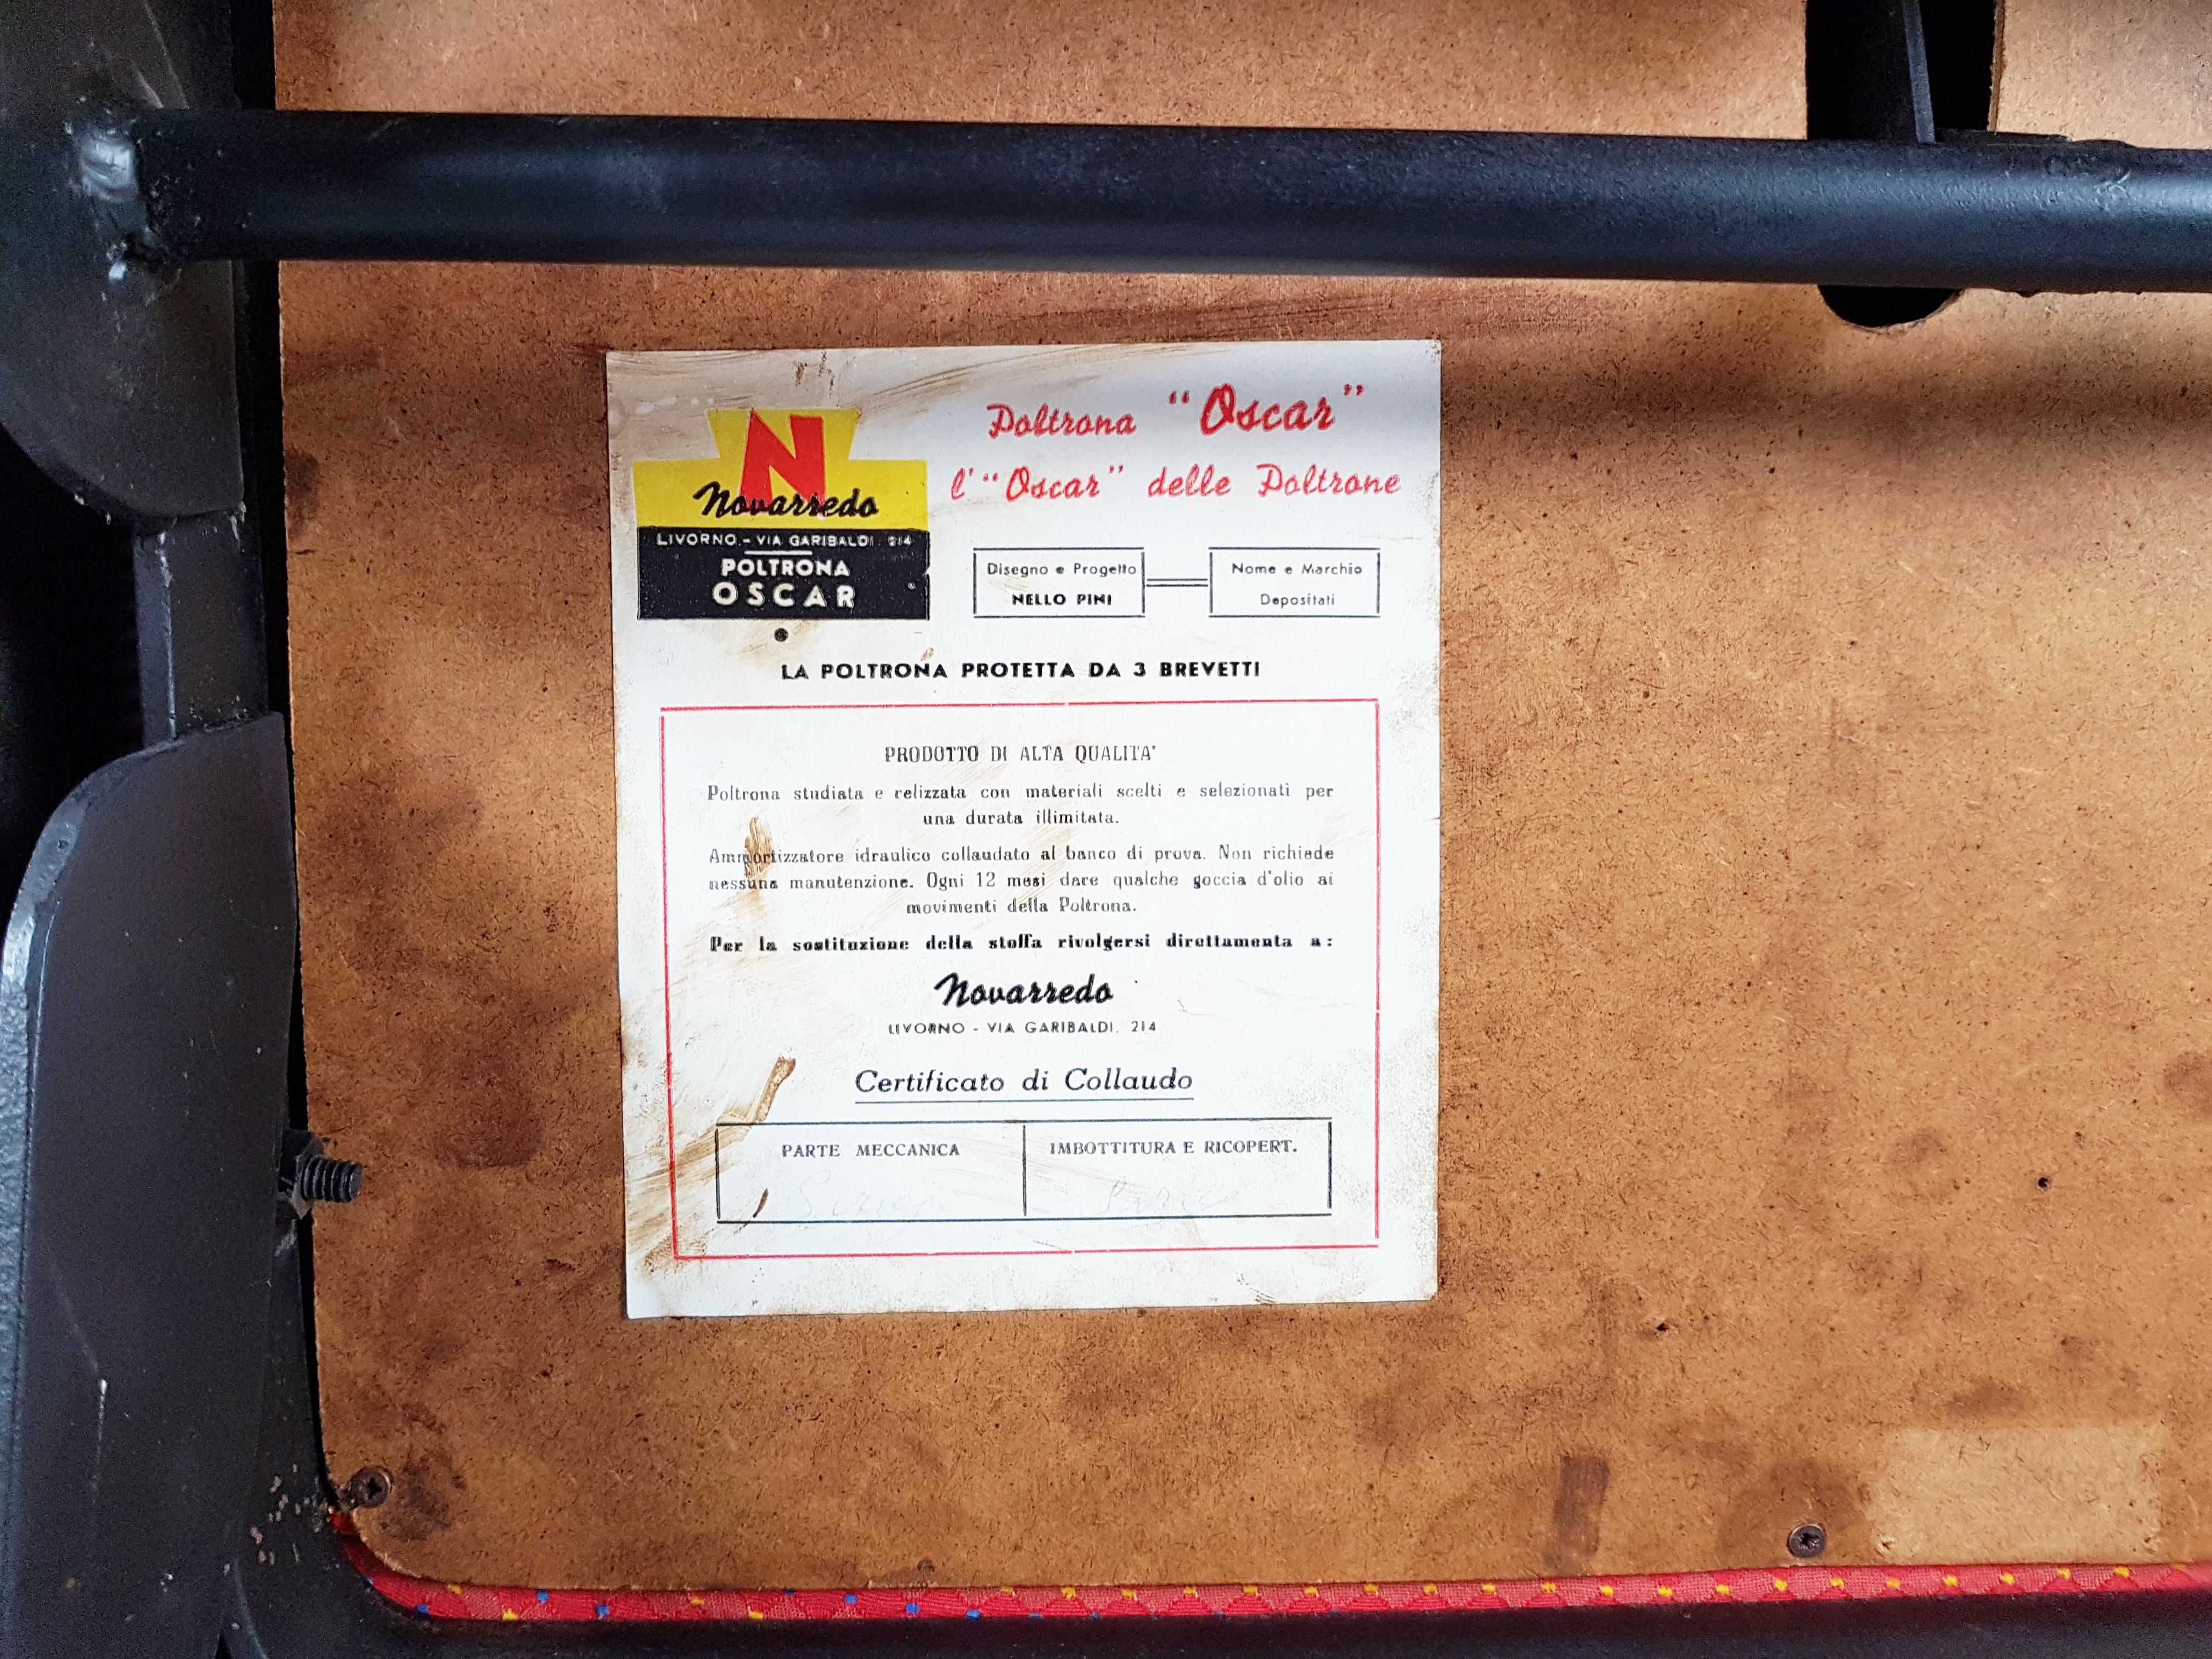 N
Novarredo
LIVORNO - VIA GARIBALDI 214
POLTRONA
OSCAR
Poltrona "Oscar"
l'"Oscar" delle Poltrone
Disegno e Progetto
NELLO PINI
Nome e Marchio
Depositati
LA POLTRONA PROTETTA DA 3 BREVETTI
PRODOTTO DI ALTA QUALITA'
Poltrona studiata e relizzata con materiali scelti e selezionati per
una durata illimitata.
Ammortizzatore idraulico collaudato al banco di prova. Non richiede
nessuna manutenzione. Ogni 12 mesi dare qualche goccia d'olio ai
movimenti della Poltrona.
Per la sostituzione della stoffa rivolgersi direttamente a:
Novarredo
LIVORNO - VIA GARIBALDI, 214
Certificato di Collaudo
PARTE MECCANICA
IMBOTTITURA E RICOPERT.